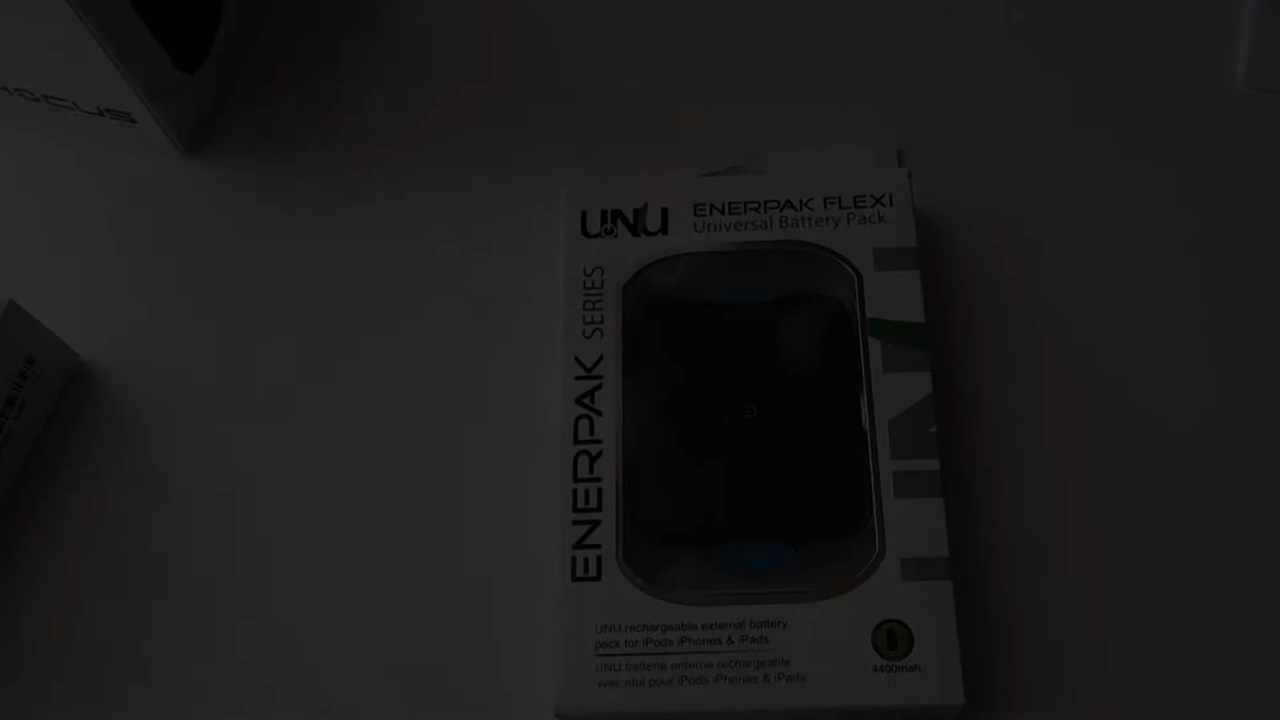 UNU
ENERPAK FLEXI
Universal Battery Pack
ENERPAK SERIES
UNU rechargeable external battery
pack for iPods iPhones & iPads
UNU batterie externe rechargeable
pour iPods iPhones & iPads
4400mah